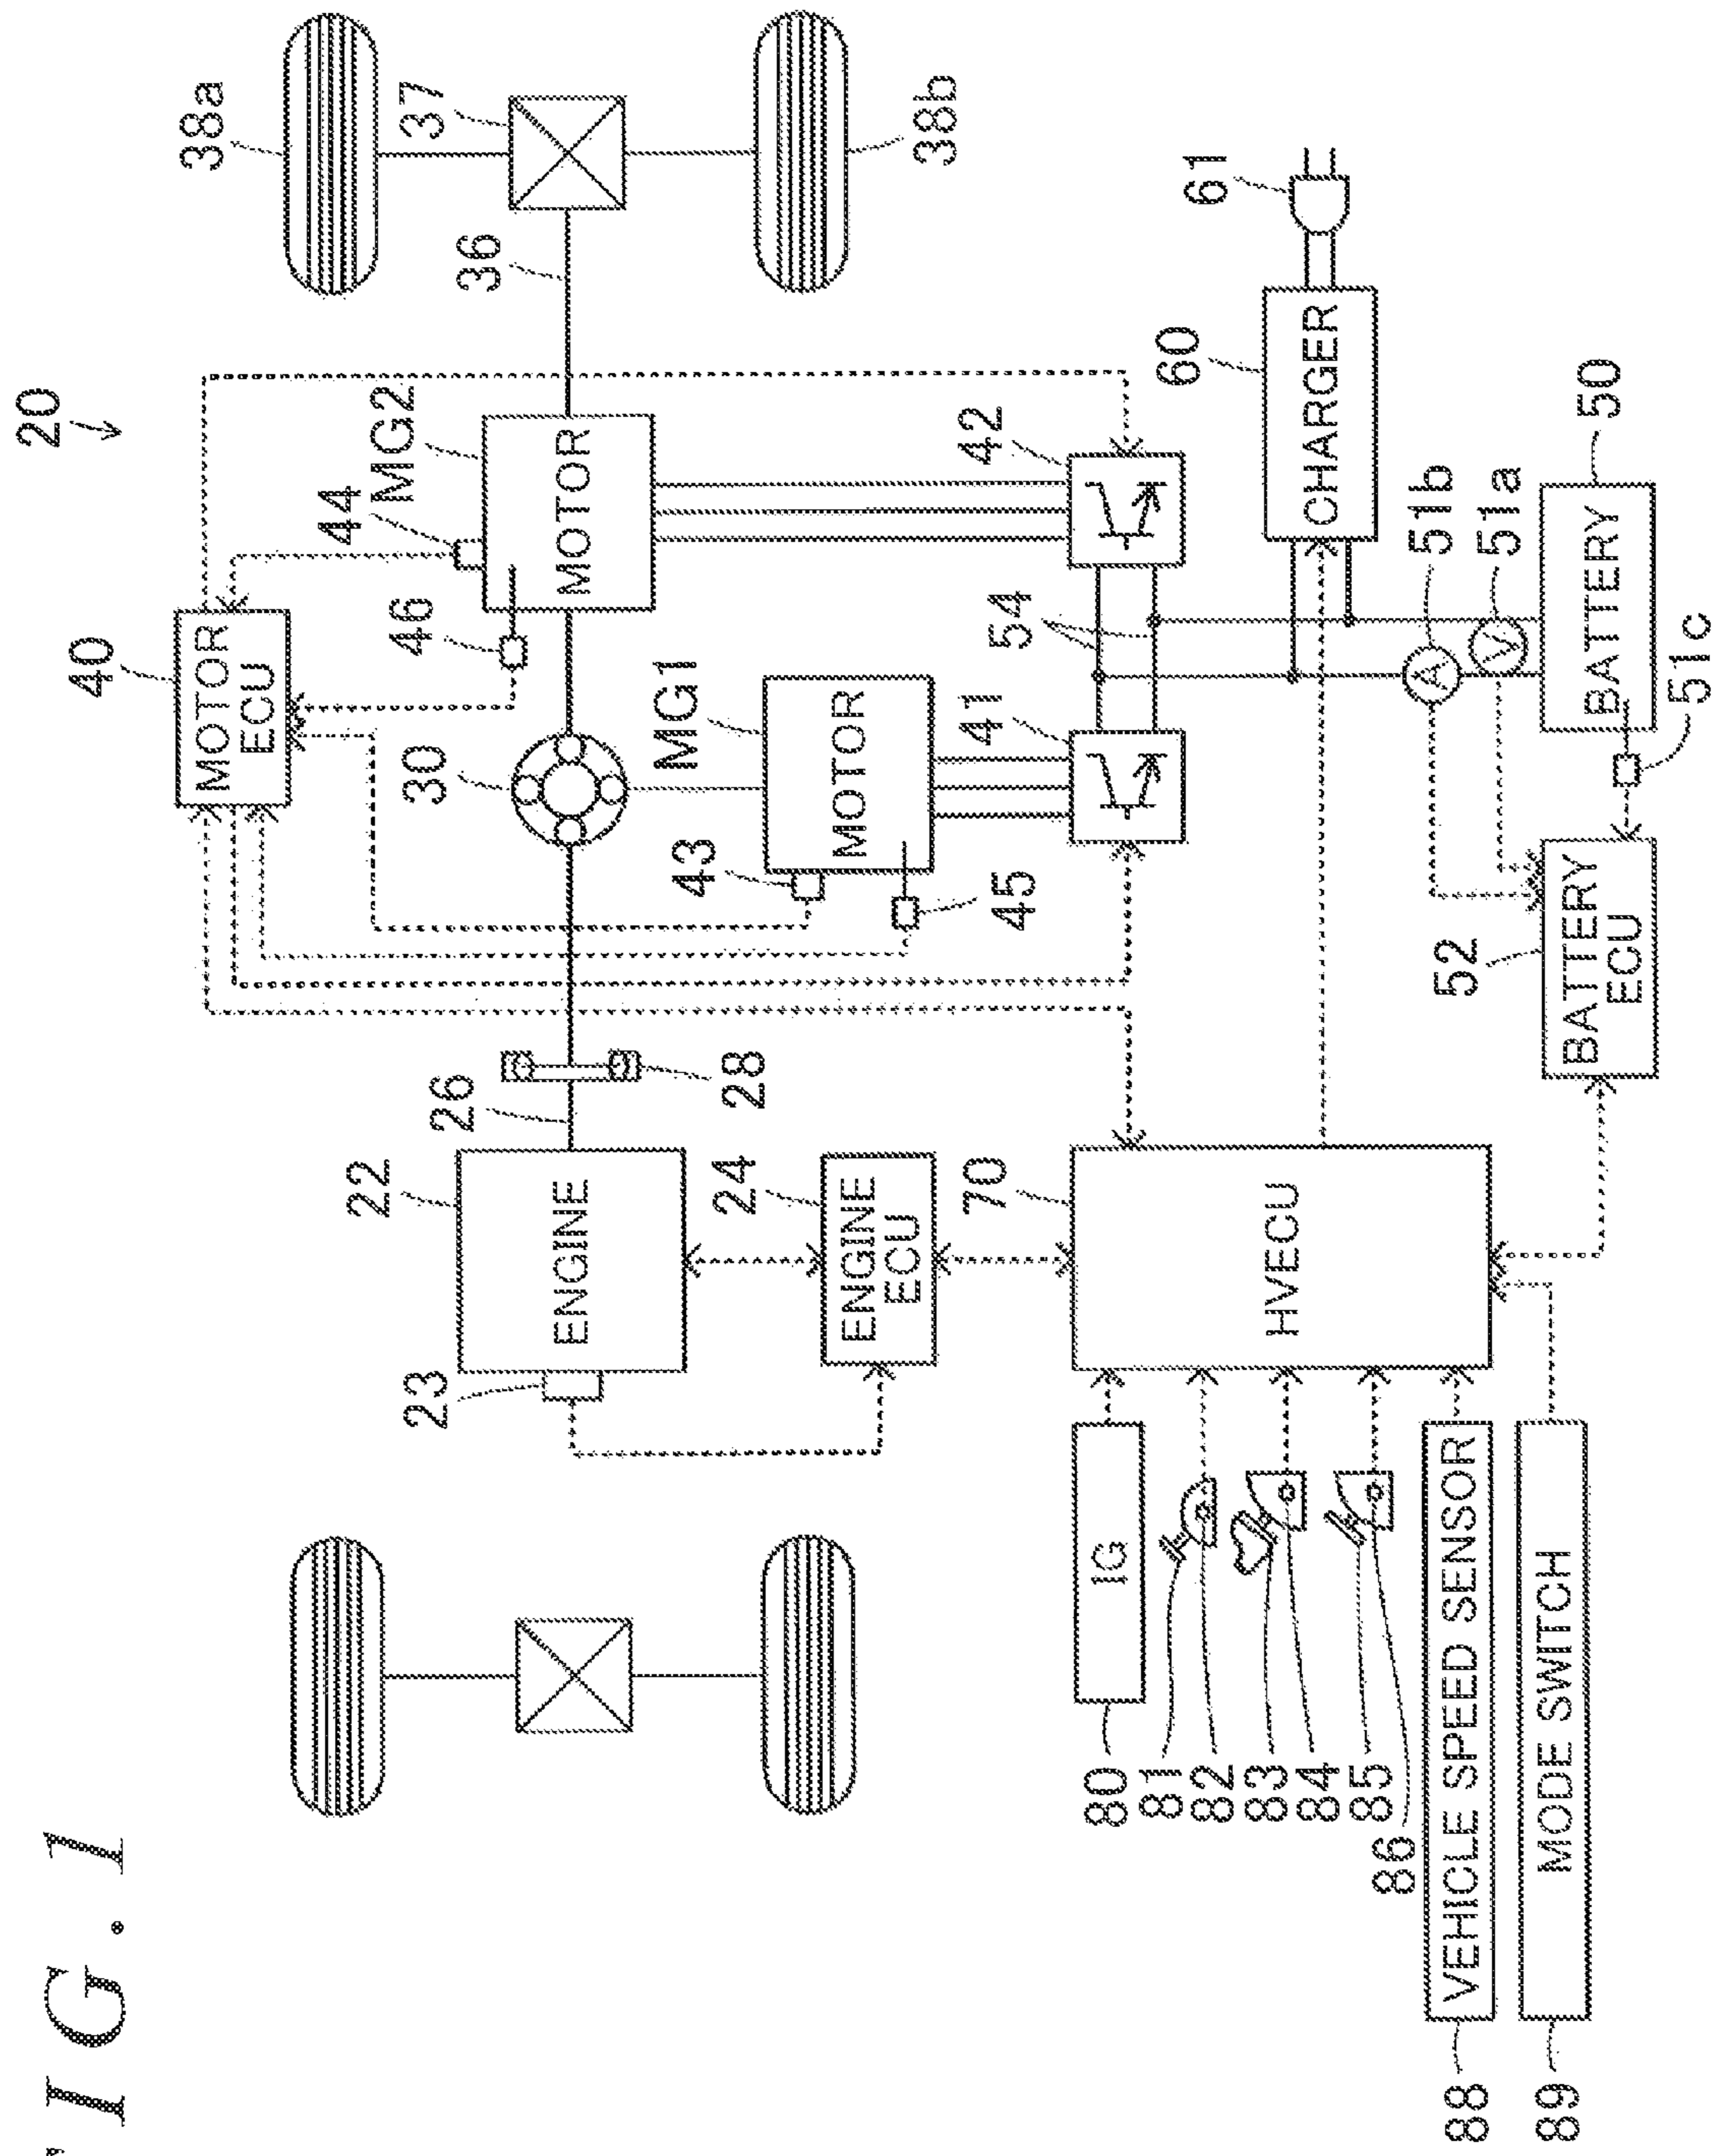 IG. 1
20
38a
37
38b
36
MG2
44
MOTOR
46
40
MOTOR
ECU
30
MG1
MOTOR
43
45
42
41
54
60
CHARGER
61
50
BATTERY
51b
51a
51c
52
BATTERY
ECU
26
28
22
ENGINE
23
24
ENGINE
ECU
70
HVECU
IG
80
81
82
83
84
85
86
VEHICLE SPEED SENSOR
88
MODE SWITCH
89
A
V